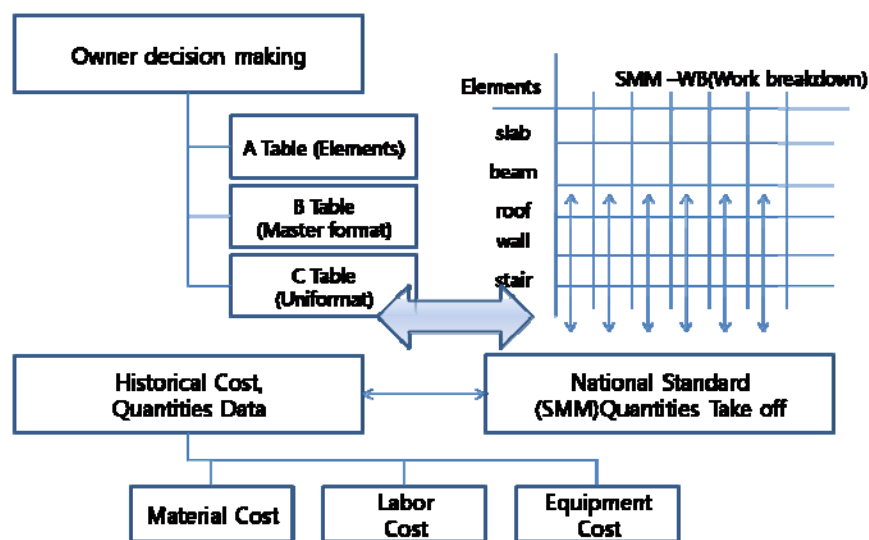 Owner decision making
A Table (Elements)
B Table
(Master format)
C Table
(Uniformat)
Elements
SMM –WB(Work breakdown)
slab
beam
roof
wall
stair
Historical Cost,
Quantities Data
National Standard
(SMM)Quantities Take off
Material Cost
Labor
Cost
Equipment
Cost